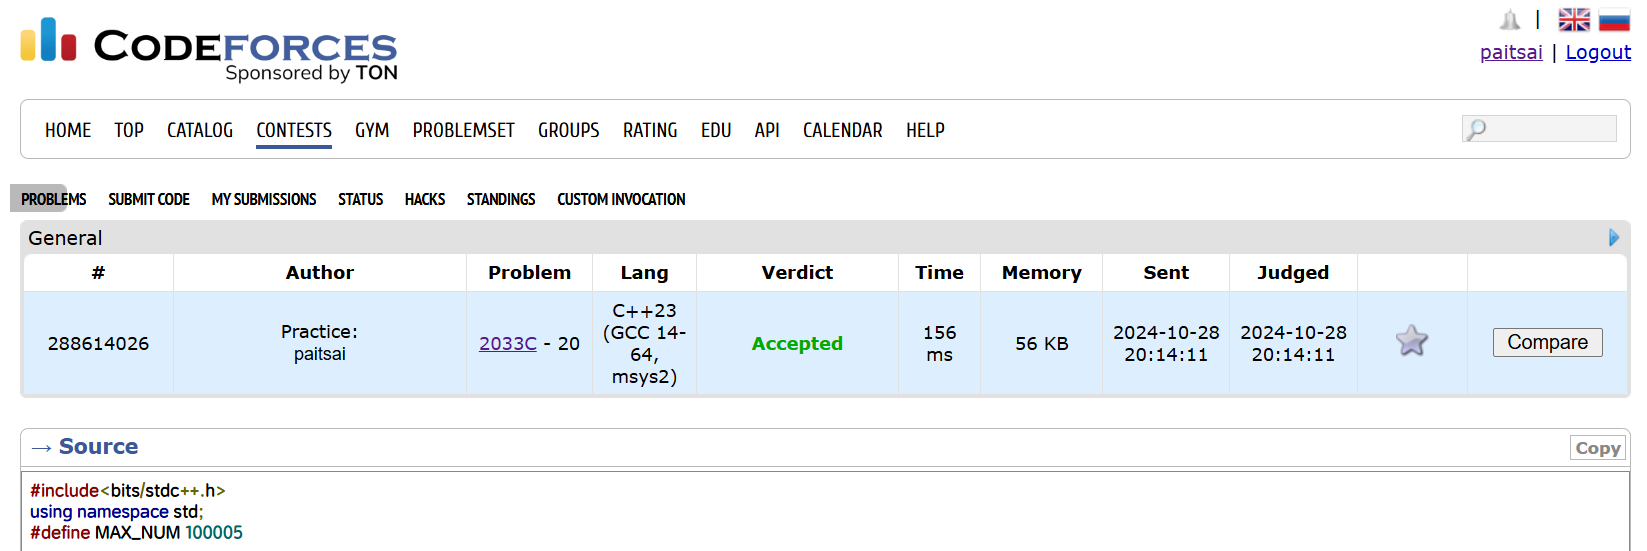 CODEFORCES
Sponsored by TON
|
paitsai | Logout
HOME TOP CATALOG CONTESTS GYM PROBLEMSET GROUPS RATING EDU API CALENDAR HELP
PROBLEMS SUBMIT CODE MY SUBMISSIONS STATUS HACKS STANDINGS CUSTOM INVOCATION
General
# Author Problem Lang Verdict Time Memory Sent Judged
288614026
Practice:
paitsai
2033C - 20
C++23
(GCC 14-
64,
msys2)
Accepted
156
ms
56 KB
2024-10-28
20:14:11
2024-10-28
20:14:11
Compare
→ Source
Copy
#include<bits/stdc++.h>
using namespace std;
#define MAX_NUM 100005